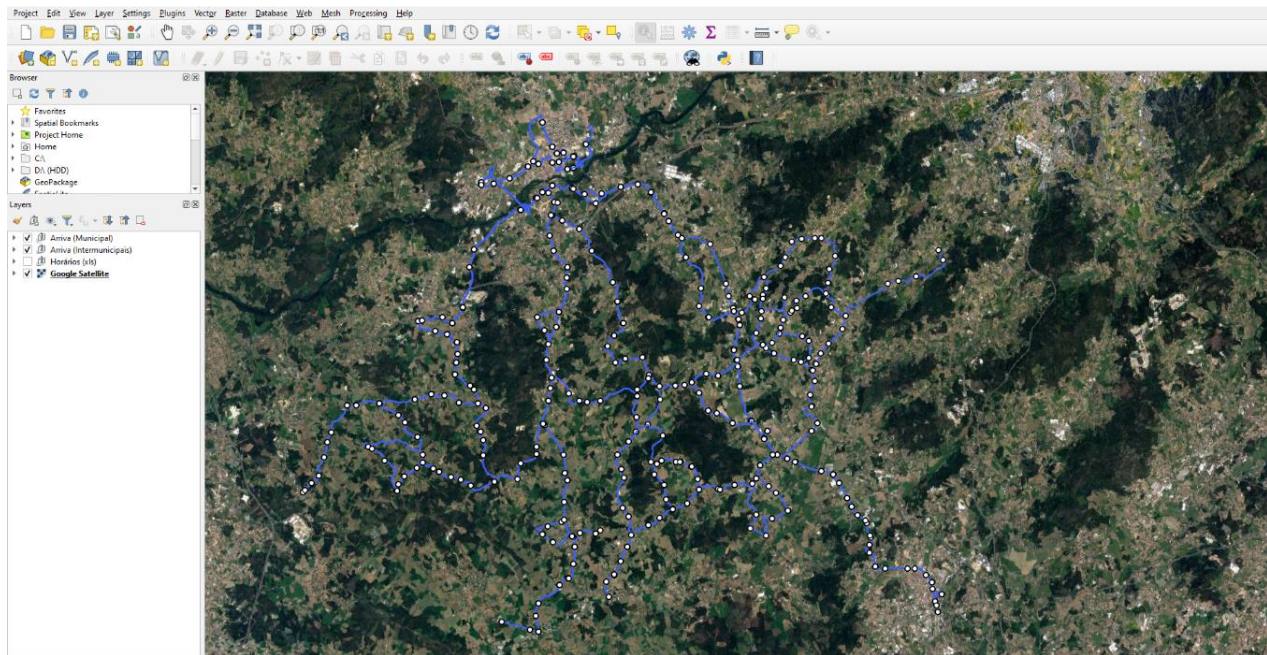 Project Edit View Layer Settings Plugins Vector Raster Database Web Mesh Processing Help
Browser
Favorites
Spatial Bookmarks
Project Home
Home
C:\
D:\ (HDD)
GeoPackage
SpatiaLite
Layers
Arriva (Municipal)
Arriva (Intermunicipais)
Horários (xls)
Google Satellite